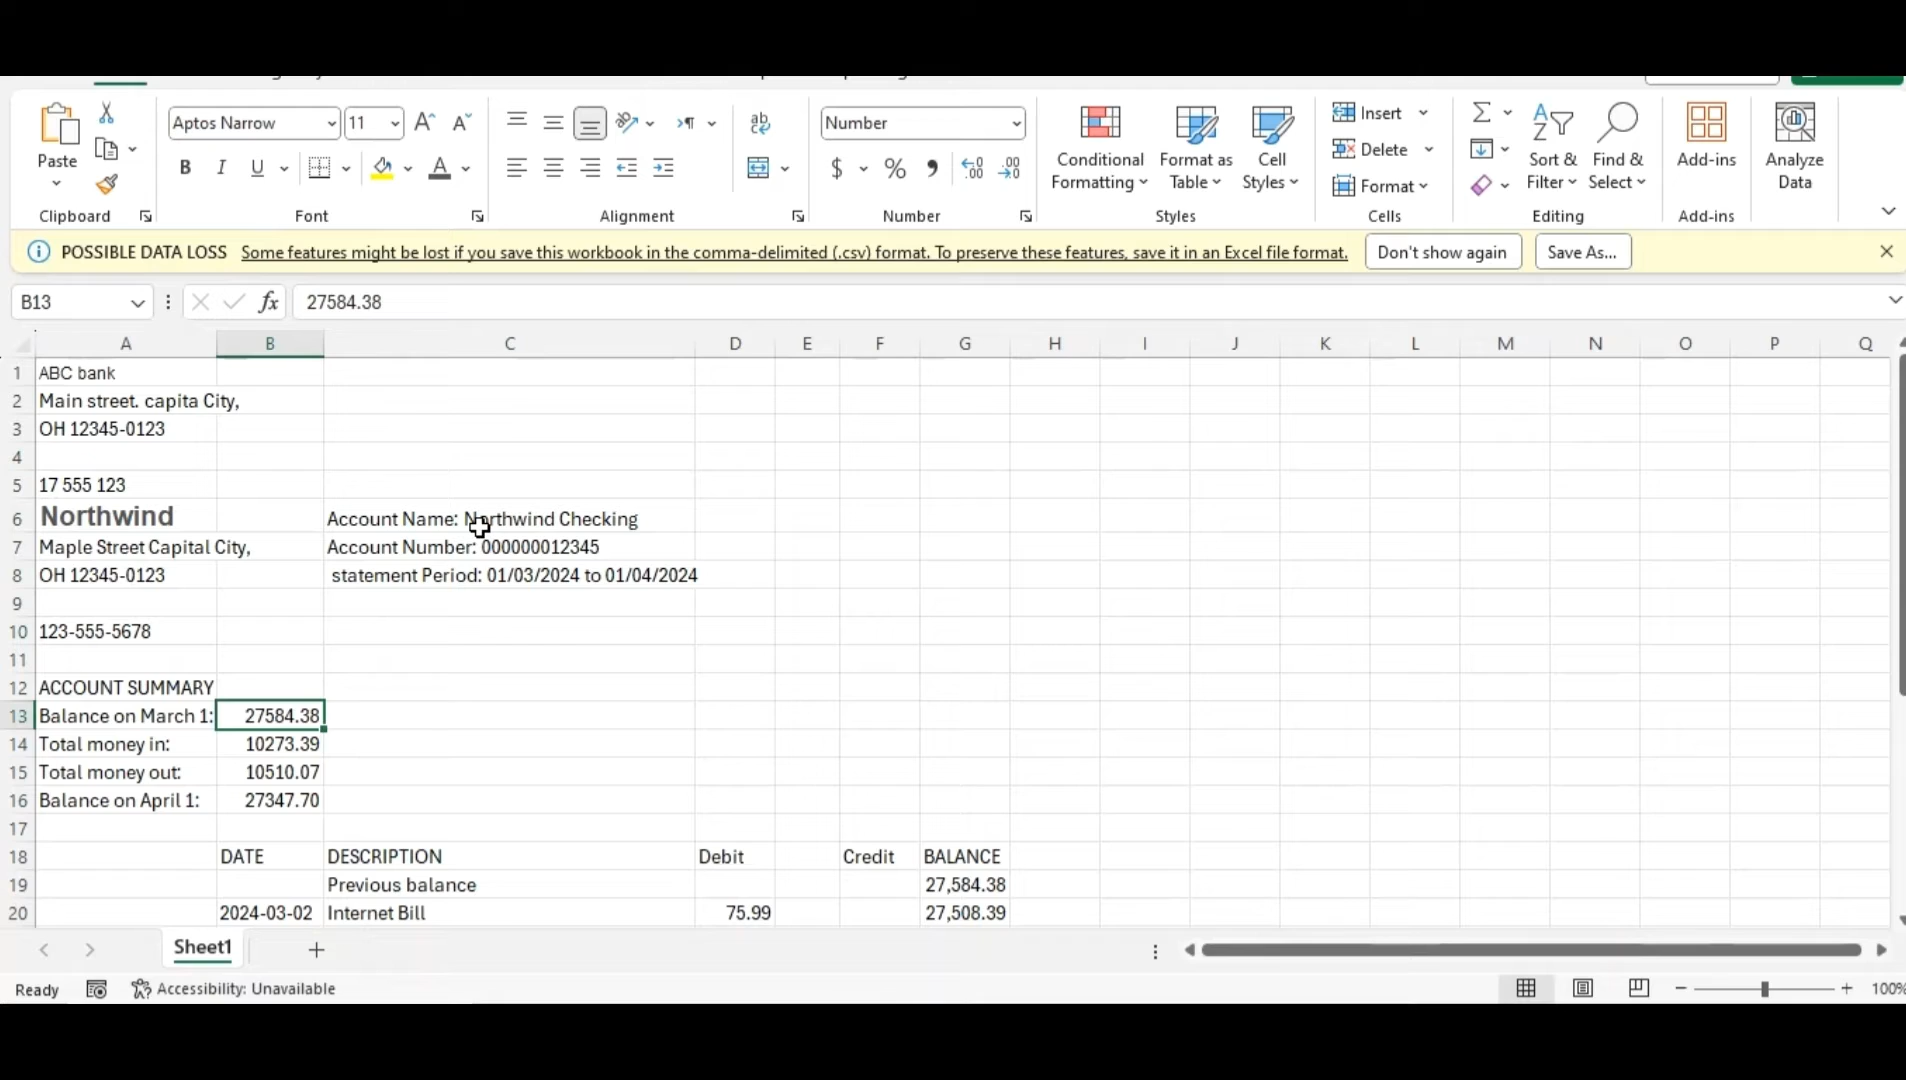 Paste
Clipboard
Aptos Narrow 11
B I U
Font
ab
Alignment
Number
$ % ,
Number
Conditional Formatting
Format as Table
Cell Styles
Styles
Insert
Delete
Format
Cells
Sort & Filter
Find & Select
Editing
Add-ins
Add-ins
Analyze Data
POSSIBLE DATA LOSS Some features might be lost if you save this workbook in the comma-delimited (.csv) format. To preserve these features, save it in an Excel file format. Don't show again Save As...
B13 fx 27584.38
A B C D E F G H I J K L M N O P Q
1 ABC bank
2 Main street. capita City,
3 OH 12345-0123
4
5 17 555 123
6 Northwind Account Name: Northwind Checking
7 Maple Street Capital City, Account Number: 000000012345
8 OH 12345-0123 statement Period: 01/03/2024 to 01/04/2024
9
10 123-555-5678
11
12 ACCOUNT SUMMARY
13 Balance on March 1: 27584.38
14 Total money in: 10273.39
15 Total money out: 10510.07
16 Balance on April 1: 27347.70
17
18 DATE DESCRIPTION Debit Credit BALANCE
19 Previous balance 27,584.38
20 2024-03-02 Internet Bill 75.99 27,508.39
Sheet1
Ready Accessibility: Unavailable 100%